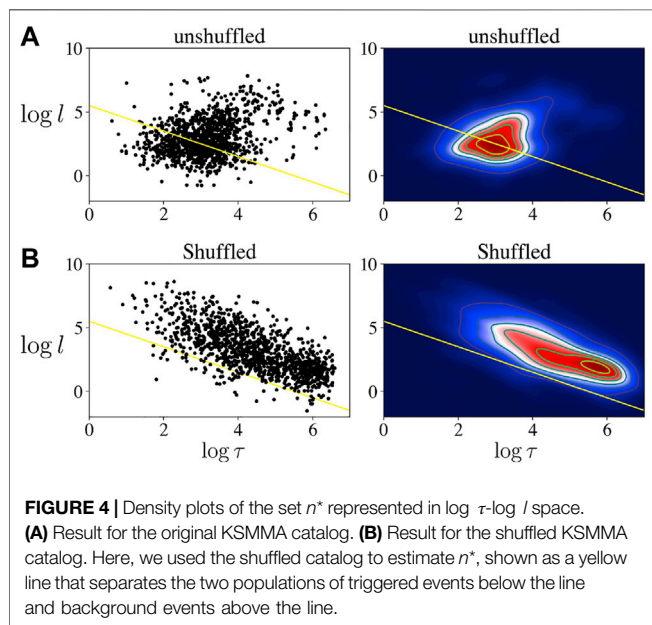 A
unshuffled
unshuffled
10
10
log l
5
5
0
0
0
2
4
6
0
2
4
6
B
Shuffled
Shuffled
10
10
log l
5
5
0
0
0
2
4
6
0
2
4
6
log τ
log τ
FIGURE 4 | Density plots of the set n* represented in log τ-log l space.
(A) Result for the original KSMMA catalog. (B) Result for the shuffled KSMMA
catalog. Here, we used the shuffled catalog to estimate n*, shown as a yellow
line that separates the two populations of triggered events below the line
and background events above the line.